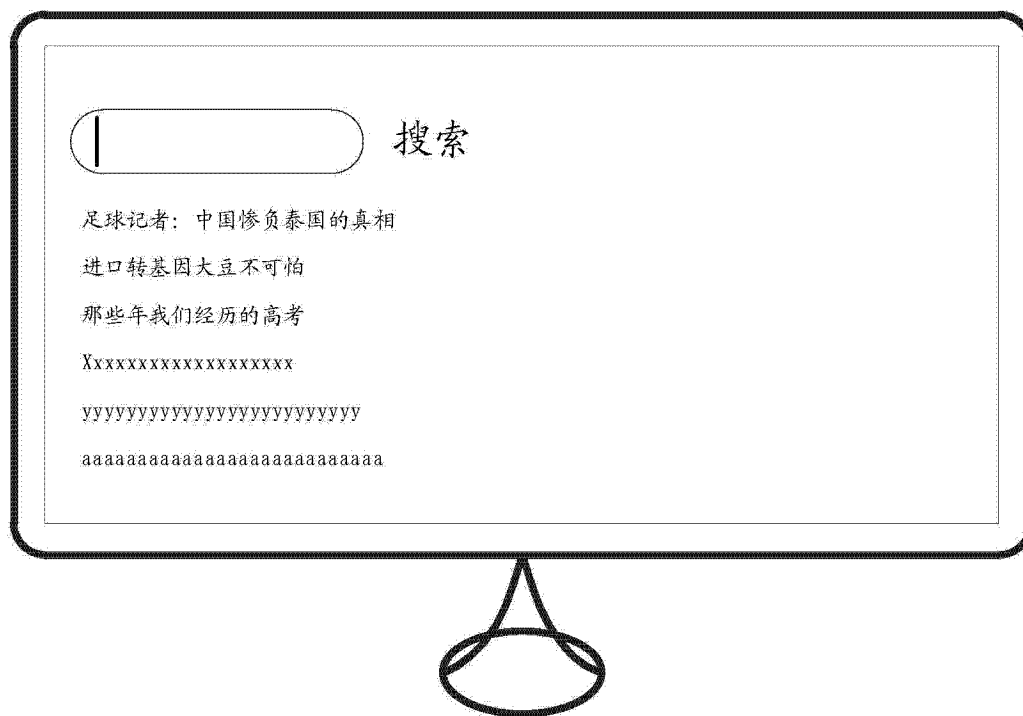 搜索
足球记者：中国惨负泰国的真相
进口转基因大豆不可怕
那些年我们经历的高考
Xxxxxxxxxxxxxxxxxxx
yyyyyyyyyyyyyyyyyyyyyyyyy
aaaaaaaaaaaaaaaaaaaaaaaaaaa